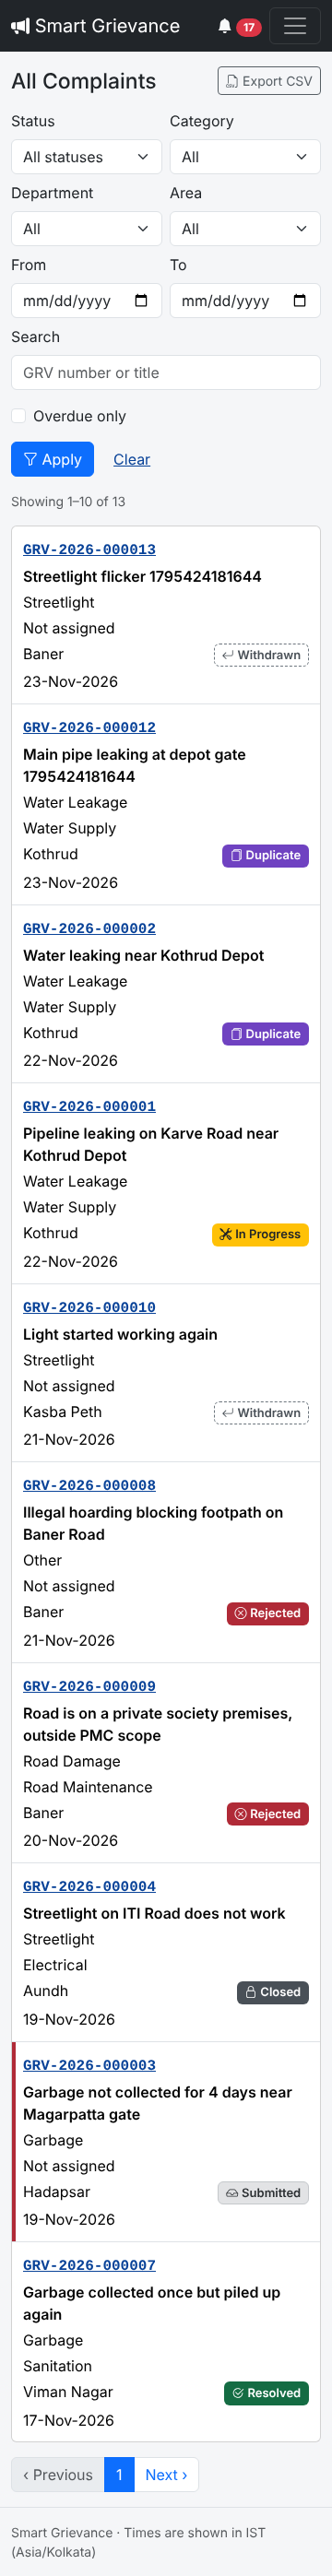 Smart Grievance 17
All Complaints
Export CSV
Status Category
All statuses All
Department Area
All All
From To
mm/dd/yyyy mm/dd/yyyy
Search
GRV number or title
Overdue only
Apply Clear
Showing 1–10 of 13
GRV-2026-000013
Streetlight flicker 1795424181644
Streetlight
Not assigned
Baner Withdrawn
23-Nov-2026
GRV-2026-000012
Main pipe leaking at depot gate
1795424181644
Water Leakage
Water Supply
Kothrud Duplicate
23-Nov-2026
GRV-2026-000002
Water leaking near Kothrud Depot
Water Leakage
Water Supply
Kothrud Duplicate
22-Nov-2026
GRV-2026-000001
Pipeline leaking on Karve Road near
Kothrud Depot
Water Leakage
Water Supply
Kothrud In Progress
22-Nov-2026
GRV-2026-000010
Light started working again
Streetlight
Not assigned
Kasba Peth Withdrawn
21-Nov-2026
GRV-2026-000008
Illegal hoarding blocking footpath on
Baner Road
Other
Not assigned
Baner Rejected
21-Nov-2026
GRV-2026-000009
Road is on a private society premises,
outside PMC scope
Road Damage
Road Maintenance
Baner Rejected
20-Nov-2026
GRV-2026-000004
Streetlight on ITI Road does not work
Streetlight
Electrical
Aundh Closed
19-Nov-2026
GRV-2026-000003
Garbage not collected for 4 days near
Magarpatta gate
Garbage
Not assigned
Hadapsar Submitted
19-Nov-2026
GRV-2026-000007
Garbage collected once but piled up
again
Garbage
Sanitation
Viman Nagar Resolved
17-Nov-2026
‹ Previous 1 Next ›
Smart Grievance · Times are shown in IST
(Asia/Kolkata)